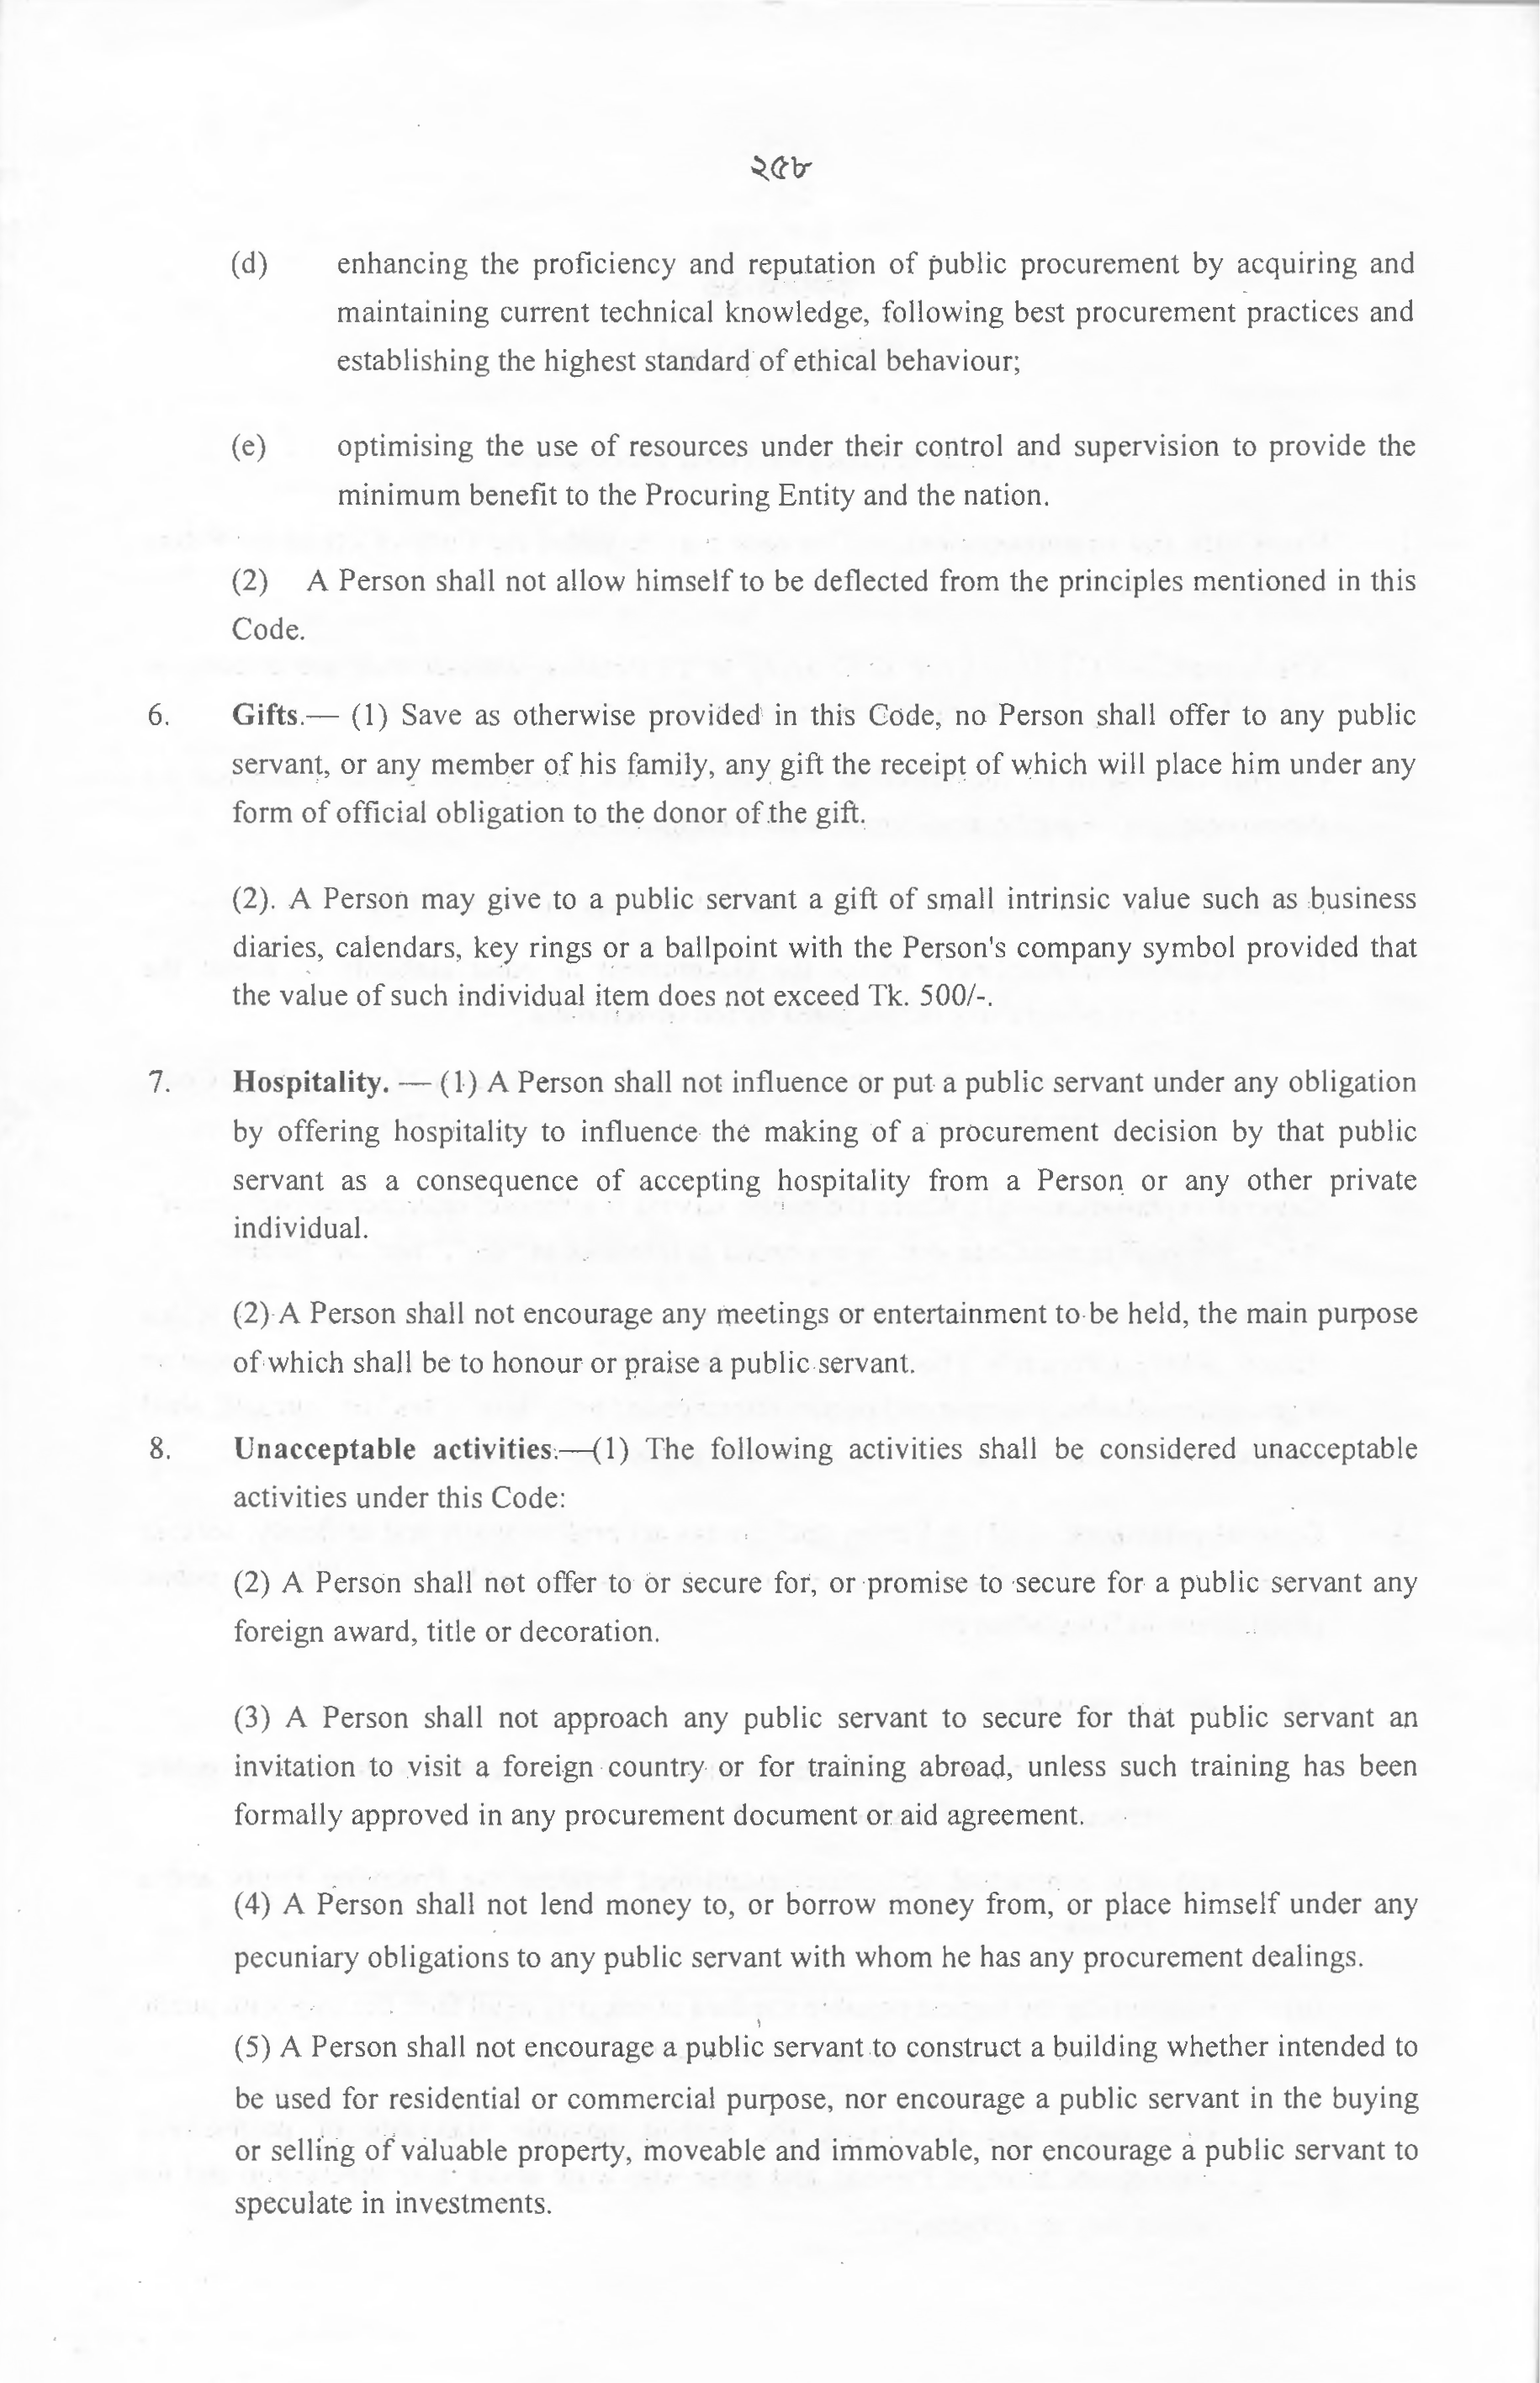 ২৫৮
(d) enhancing the proficiency and reputation of public procurement by acquiring and
maintaining current technical knowledge, following best procurement practices and
establishing the highest standard of ethical behaviour;
(e) optimising the use of resources under their control and supervision to provide the
minimum benefit to the Procuring Entity and the nation.
(2) A Person shall not allow himself to be deflected from the principles mentioned in this
Code.
6. Gifts.— (1) Save as otherwise provided in this Code, no Person shall offer to any public
servant, or any member of his family, any gift the receipt of which will place him under any
form of official obligation to the donor of the gift.
(2). A Person may give to a public servant a gift of small intrinsic value such as business
diaries, calendars, key rings or a ballpoint with the Person's company symbol provided that
the value of such individual item does not exceed Tk. 500/-.
7. Hospitality. — (1) A Person shall not influence or put a public servant under any obligation
by offering hospitality to influence the making of a procurement decision by that public
servant as a consequence of accepting hospitality from a Person or any other private
individual.
(2) A Person shall not encourage any meetings or entertainment to be held, the main purpose
of which shall be to honour or praise a public servant.
8. Unacceptable activities.—(1) The following activities shall be considered unacceptable
activities under this Code:
(2) A Person shall not offer to or secure for, or promise to secure for a public servant any
foreign award, title or decoration.
(3) A Person shall not approach any public servant to secure for that public servant an
invitation to visit a foreign country or for training abroad, unless such training has been
formally approved in any procurement document or aid agreement.
(4) A Person shall not lend money to, or borrow money from, or place himself under any
pecuniary obligations to any public servant with whom he has any procurement dealings.
(5) A Person shall not encourage a public servant to construct a building whether intended to
be used for residential or commercial purpose, nor encourage a public servant in the buying
or selling of valuable property, moveable and immovable, nor encourage a public servant to
speculate in investments.